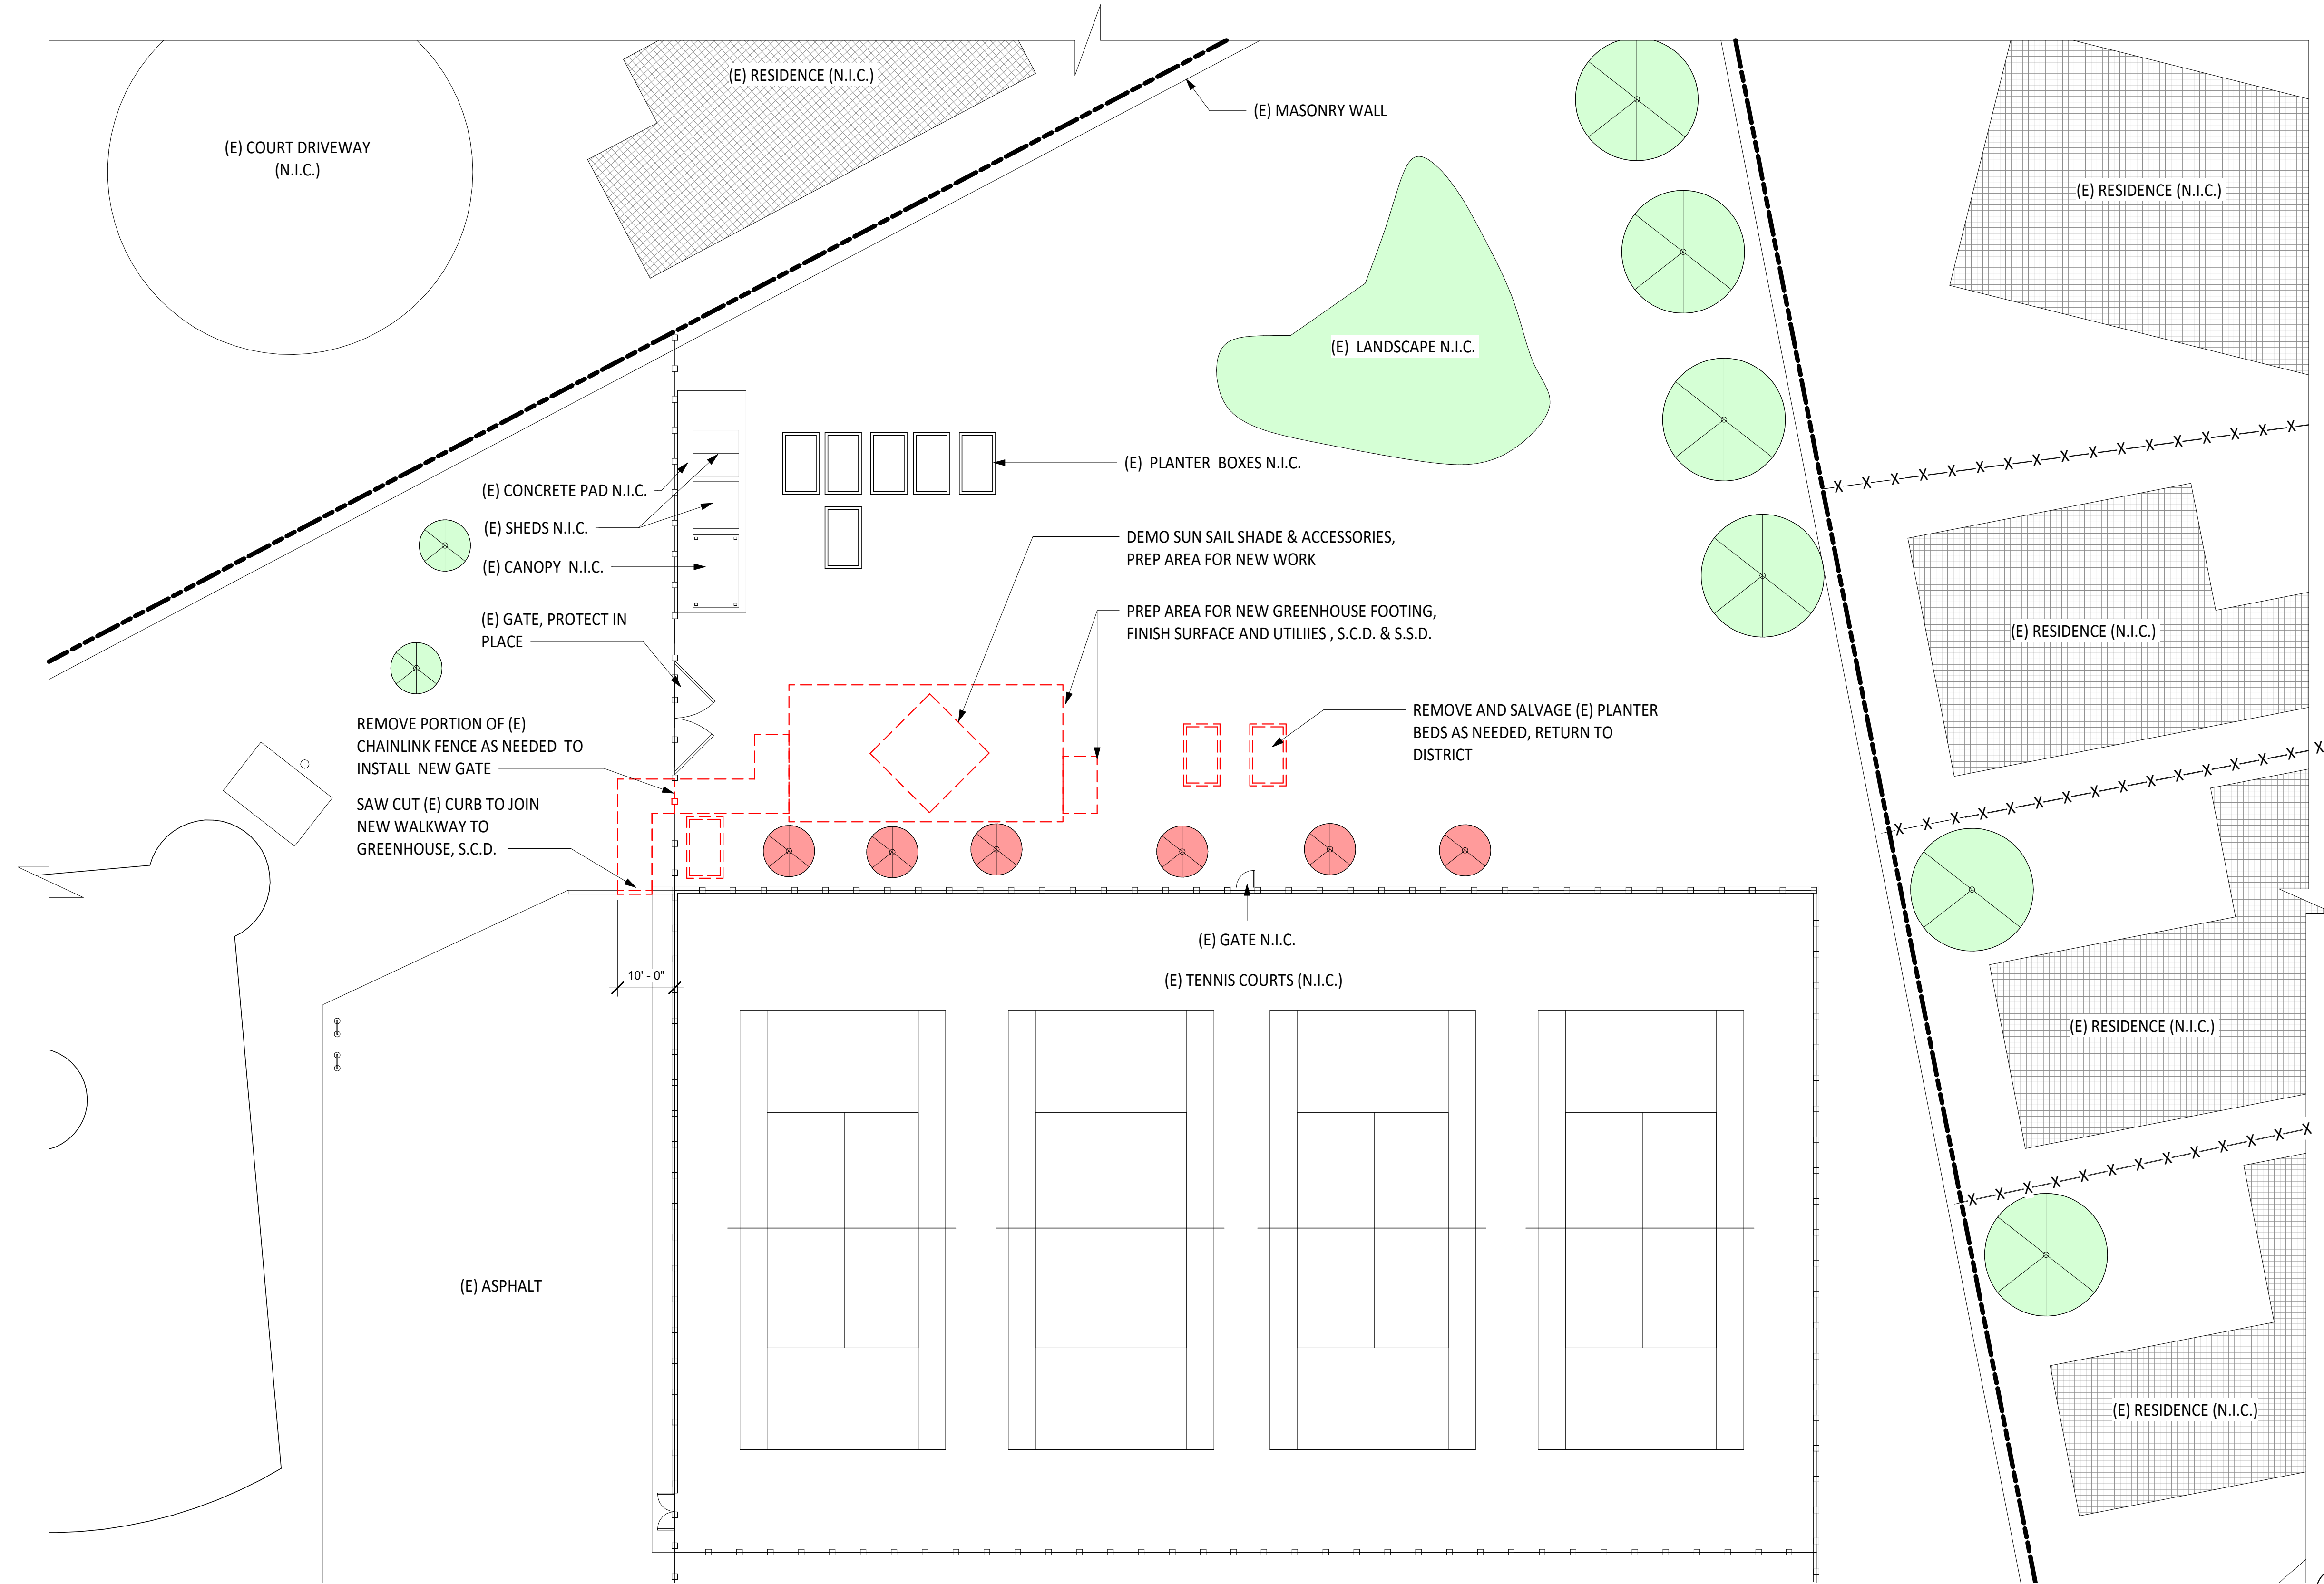 (E) RESIDENCE (N.I.C.)
(E) MASONRY WALL
(E) COURT DRIVEWAY
(N.I.C.)
(E) RESIDENCE (N.I.C.)
(E)  LANDSCAPE N.I.C.
(E)  PLANTER  BOXES N.I.C.
(E) CONCRETE PAD N.I.C.
(E) SHEDS N.I.C.
(E) CANOPY  N.I.C.
DEMO SUN SAIL SHADE & ACCESSORIES,
PREP AREA FOR NEW WORK
(E) GATE, PROTECT IN
PLACE
PREP AREA FOR NEW GREENHOUSE FOOTING,
FINISH SURFACE AND UTILIIES , S.C.D. & S.S.D.
(E) RESIDENCE (N.I.C.)
REMOVE PORTION OF (E)
CHAINLINK FENCE AS NEEDED  TO
INSTALL  NEW GATE
REMOVE AND SALVAGE (E) PLANTER
BEDS AS NEEDED, RETURN TO
DISTRICT
SAW CUT (E) CURB TO JOIN
NEW WALKWAY TO
GREENHOUSE, S.C.D.
(E) GATE N.I.C.
10' - 0"
(E) TENNIS COURTS (N.I.C.)
(E) RESIDENCE (N.I.C.)
(E) ASPHALT
(E) RESIDENCE (N.I.C.)